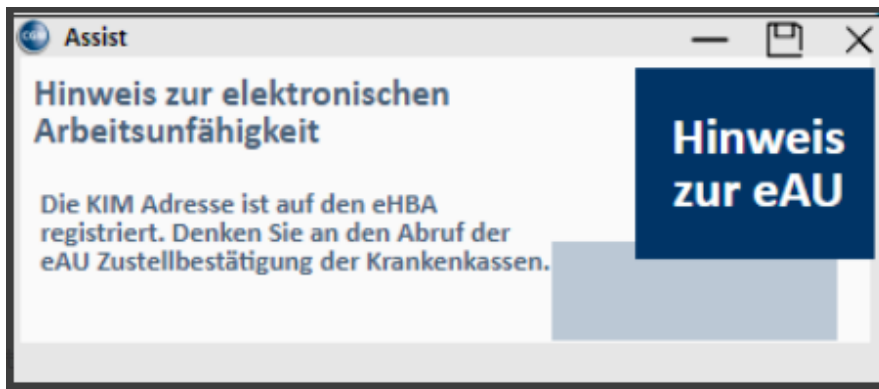 CGM Assist
Hinweis zur elektronischen
Arbeitsunfähigkeit
Hinweis
zur eAU
Die KIM Adresse ist auf den eHBA
registriert. Denken Sie an den Abruf der
eAU Zustellbestätigung der Krankenkassen.